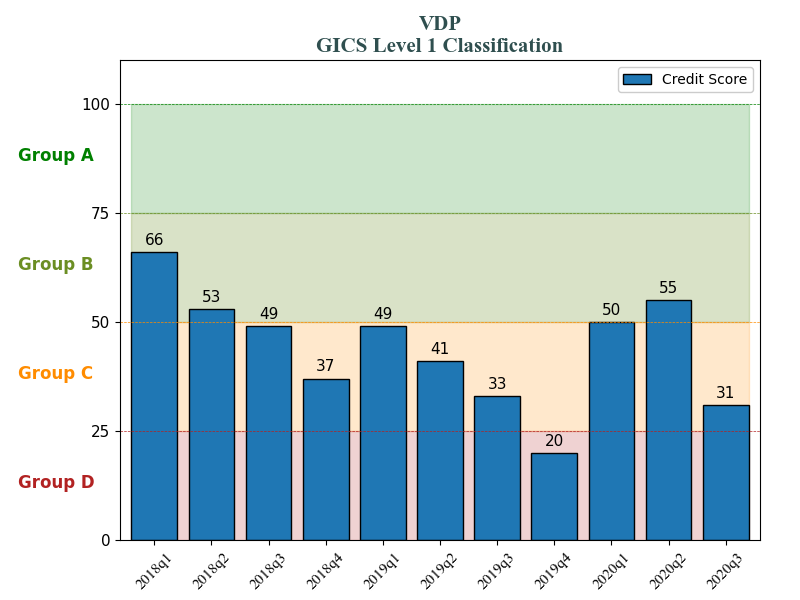 VDP
GICS Level 1 Classification
Credit Score
100
Group A
75
66
Group B
53
49
37
49
41
33
20
50
55
31
50
Group C
25
Group D
0
2018q1
2018q2
2018q3
2018q4
2019q1
2019q2
2019q3
2019q4
2020q1
2020q2
2020q3